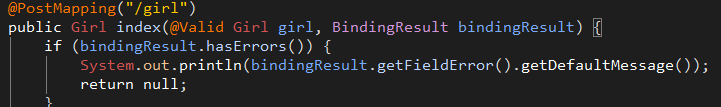 @PostMapping("/girl")
public Girl index(@Valid Girl girl, BindingResult bindingResult) {
if (bindingResult.hasErrors()) {
System.out.println(bindingResult.getFieldError().getDefaultMessage());
return null;
}